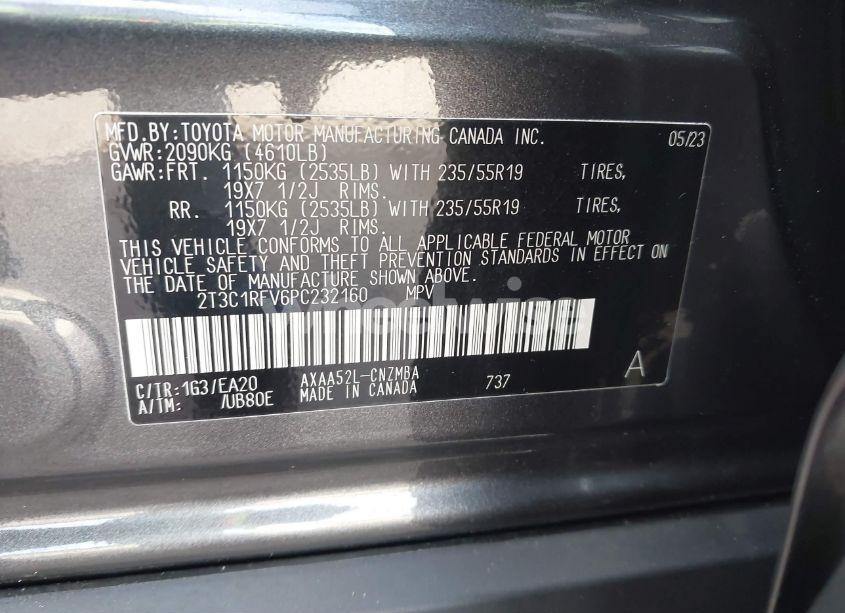 MFD.BY:TOYOTA MOTOR MANUFACTURING CANADA INC. 05/23
GVWR:2090KG (4610LB)
GAWR:FRT. 1150KG (2535LB) WITH 235/55R19 TIRES,
19X7 1/2J RIMS.
RR. 1150KG (2535LB) WITH 235/55R19 TIRES,
19X7 1/2J RIMS.
THIS VEHICLE CONFORMS TO ALL APPLICABLE FEDERAL MOTOR
VEHICLE SAFETY AND THEFT PREVENTION STANDARDS IN EFFECT ON
THE DATE OF MANUFACTURE SHOWN ABOVE.
2T3C1RFV6PC232160 MPV
wheelwise
C/TR:1G3/EA20 AXAA52L-CNZMBA 737 A
A/TM: /UB80E MADE IN CANADA